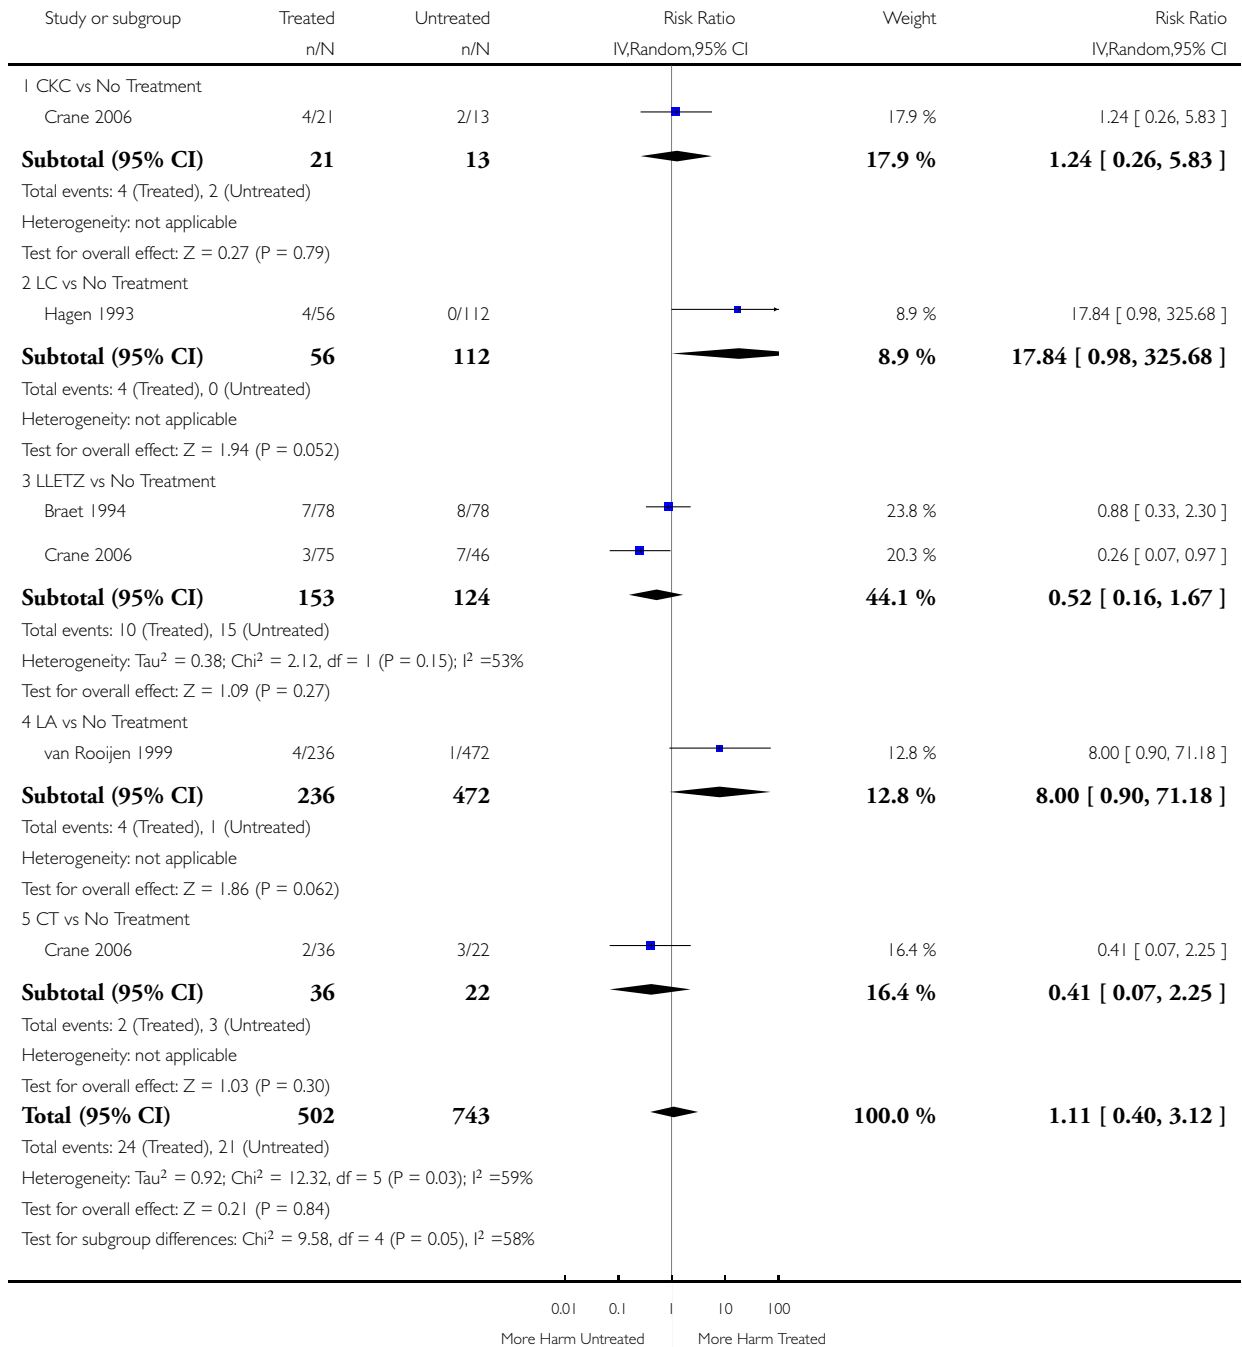 Study or subgroup Treated Untreated Risk Ratio Weight Risk Ratio
n/N n/N IV,Random,95% CI IV,Random,95% CI
1 CKC vs No Treatment
Crane 2006 4/21 2/13 17.9 % 1.24 [ 0.26, 5.83 ]
Subtotal (95% CI) 21 13 17.9 % 1.24 [ 0.26, 5.83 ]
Total events: 4 (Treated), 2 (Untreated)
Heterogeneity: not applicable
Test for overall effect: Z = 0.27 (P = 0.79)
2 LC vs No Treatment
Hagen 1993 4/56 0/112 8.9 % 17.84 [ 0.98, 325.68 ]
Subtotal (95% CI) 56 112 8.9 % 17.84 [ 0.98, 325.68 ]
Total events: 4 (Treated), 0 (Untreated)
Heterogeneity: not applicable
Test for overall effect: Z = 1.94 (P = 0.052)
3 LLETZ vs No Treatment
Braet 1994 7/78 8/78 23.8 % 0.88 [ 0.33, 2.30 ]
Crane 2006 3/75 7/46 20.3 % 0.26 [ 0.07, 0.97 ]
Subtotal (95% CI) 153 124 44.1 % 0.52 [ 0.16, 1.67 ]
Total events: 10 (Treated), 15 (Untreated)
Heterogeneity: Tau² = 0.38; Chi² = 2.12, df = 1 (P = 0.15); I² =53%
Test for overall effect: Z = 1.09 (P = 0.27)
4 LA vs No Treatment
van Rooijen 1999 4/236 1/472 12.8 % 8.00 [ 0.90, 71.18 ]
Subtotal (95% CI) 236 472 12.8 % 8.00 [ 0.90, 71.18 ]
Total events: 4 (Treated), 1 (Untreated)
Heterogeneity: not applicable
Test for overall effect: Z = 1.86 (P = 0.062)
5 CT vs No Treatment
Crane 2006 2/36 3/22 16.4 % 0.41 [ 0.07, 2.25 ]
Subtotal (95% CI) 36 22 16.4 % 0.41 [ 0.07, 2.25 ]
Total events: 2 (Treated), 3 (Untreated)
Heterogeneity: not applicable
Test for overall effect: Z = 1.03 (P = 0.30)
Total (95% CI) 502 743 100.0 % 1.11 [ 0.40, 3.12 ]
Total events: 24 (Treated), 21 (Untreated)
Heterogeneity: Tau² = 0.92; Chi² = 12.32, df = 5 (P = 0.03); I² =59%
Test for overall effect: Z = 0.21 (P = 0.84)
Test for subgroup differences: Chi² = 9.58, df = 4 (P = 0.05), I² =58%
0.01 0.1 1 10 100
More Harm Untreated More Harm Treated